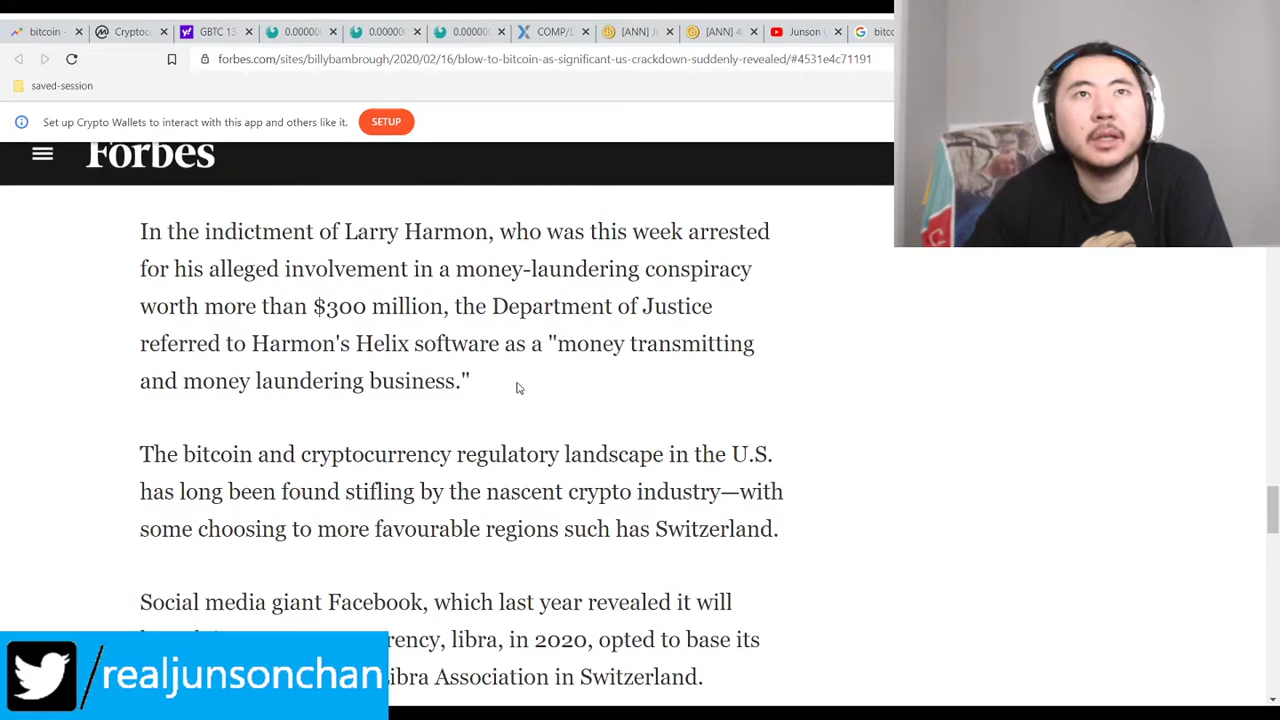 bitcoin -
Cryptoc
GBTC 13
0.00000
0.00000
0.00000
COMP/D
[ANN] J
[ANN] 4
Junson C
bitc
forbes.com/sites/billybambrough/2020/02/16/blow-to-bitcoin-as-significant-us-crackdown-suddenly-revealed/#4531e4c71191
saved-session
Set up Crypto Wallets to interact with this app and others like it.
SETUP
Forbes
In the indictment of Larry Harmon, who was this week arrested
for his alleged involvement in a money-laundering conspiracy
worth more than $300 million, the Department of Justice
referred to Harmon's Helix software as a "money transmitting
and money laundering business."
The bitcoin and cryptocurrency regulatory landscape in the U.S.
has long been found stifling by the nascent crypto industry—with
some choosing to more favourable regions such has Switzerland.
Social media giant Facebook, which last year revealed it will
rency, libra, in 2020, opted to base its
Libra Association in Switzerland.
/realjunsonchan